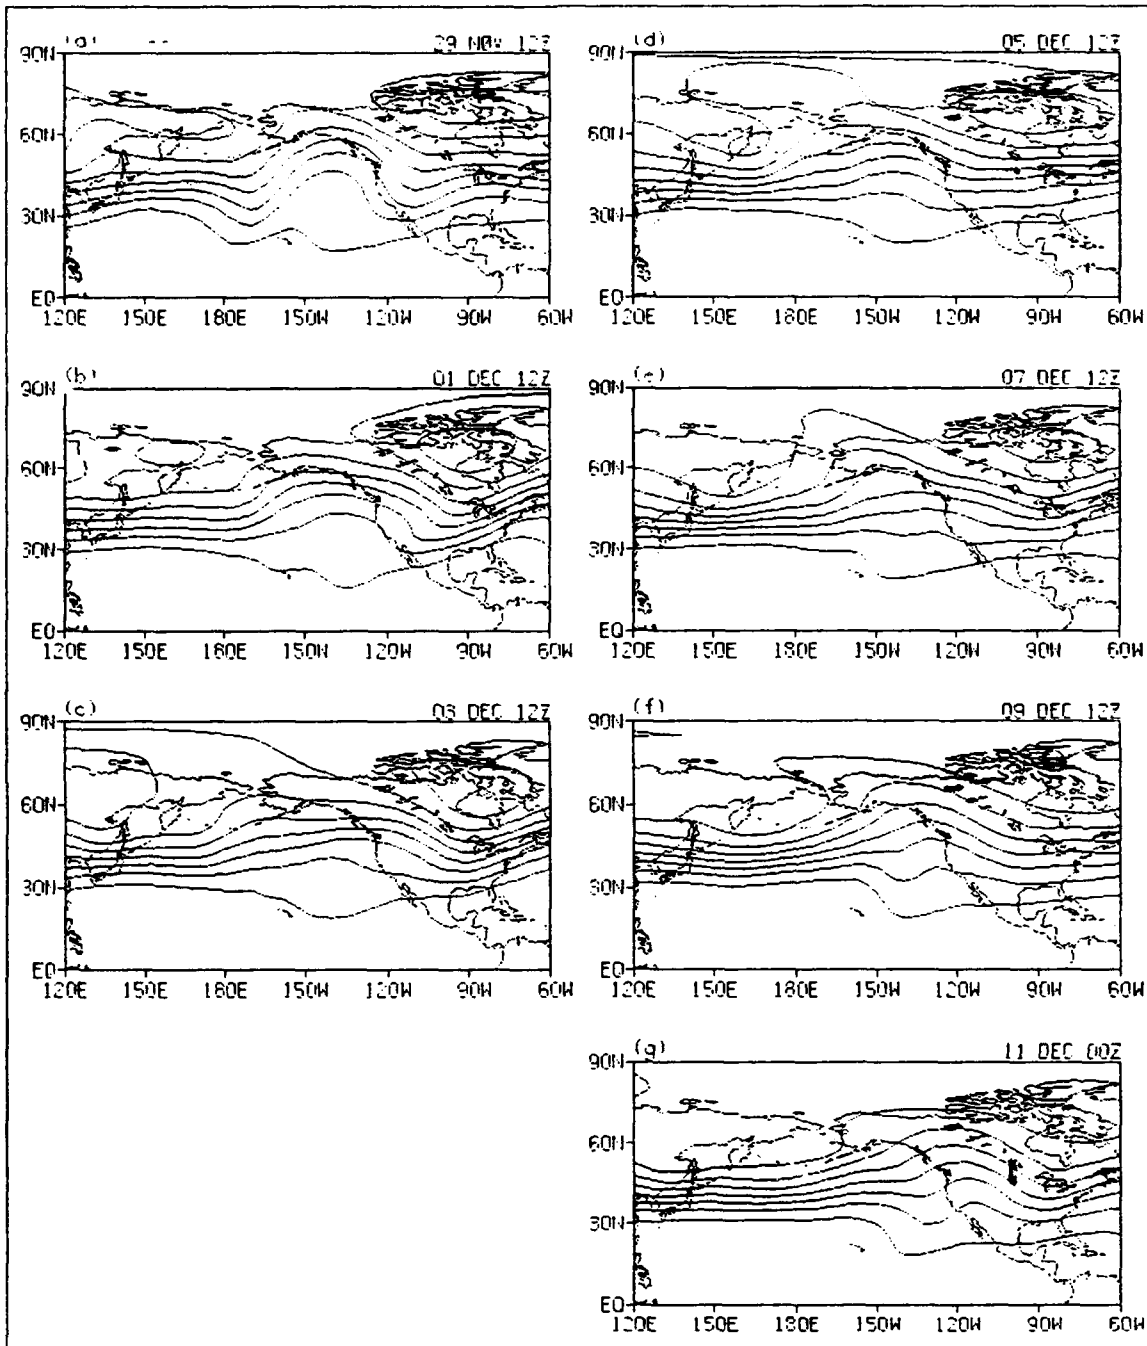 (a) 29 NOV 12Z
90N
60N
30N
EQ
120E 150E 180E 150W 120W 90W 60W
(b) 01 DEC 12Z
90N
60N
30N
EQ
120E 150E 180E 150W 120W 90W 60W
(c) 03 DEC 12Z
90N
60N
30N
EQ
120E 150E 180E 150W 120W 90W 60W
(d) 05 DEC 12Z
90N
60N
30N
EQ
120E 150E 180E 150W 120W 90W 60W
(e) 07 DEC 12Z
90N
60N
30N
EQ
120E 150E 180E 150W 120W 90W 60W
(f) 09 DEC 12Z
90N
60N
30N
EQ
120E 150E 180E 150W 120W 90W 60W
(g) 11 DEC 00Z
90N
60N
30N
EQ
120E 150E 180E 150W 120W 90W 60W